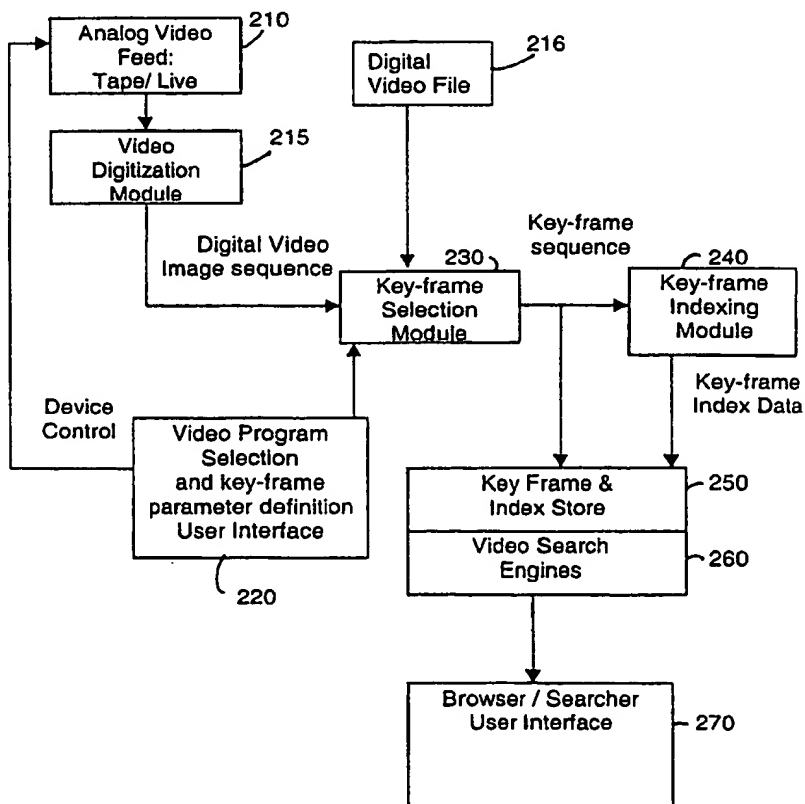 Analog Video
Feed:
Tape/ Live
210
Digital
Video File
216
Video
Digitization
Module
215
Digital Video
Image sequence
Key-frame
sequence
Key-frame
Selection
Module
230
Key-frame
Indexing
Module
240
Device
Control
Key-frame
Index Data
Video Program
Selection
and key-frame
parameter definition
User Interface
220
Key Frame &
Index Store
250
Video Search
Engines
260
Browser / Searcher
User Interface
270